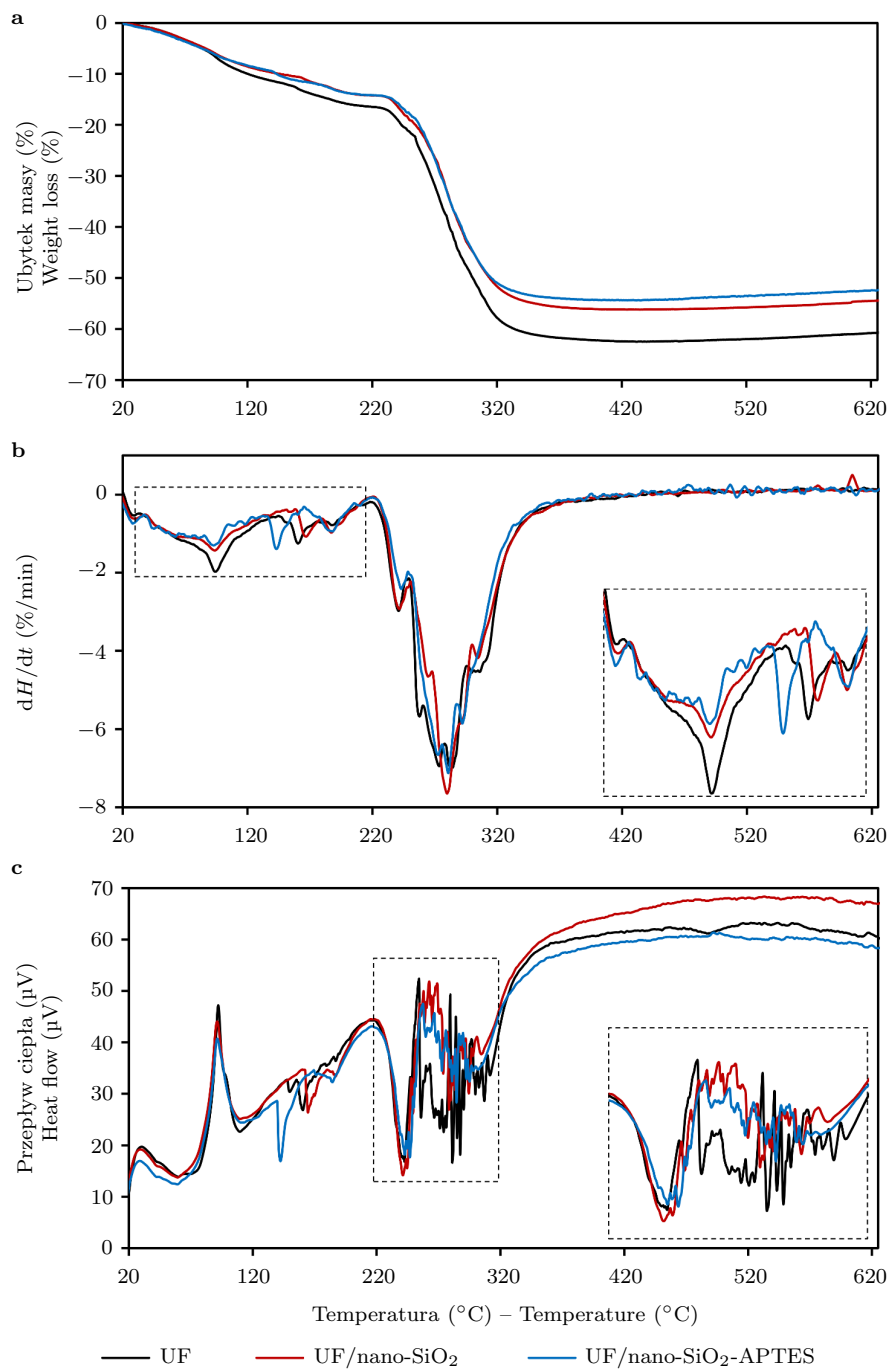 a
Ubytek masy (%)
Weight loss (%)
0
−10
−20
−30
−40
−50
−60
−70
20 120 220 320 420 520 620
b
dH/dt (%/min)
0
−2
−4
−6
−8
20 120 220 320 420 520 620
c
Przepływ ciepła (µV)
Heat flow (µV)
70
60
50
40
30
20
10
0
20 120 220 320 420 520 620
Temperatura (°C) – Temperature (°C)
UF UF/nano-SiO₂ UF/nano-SiO₂-APTES